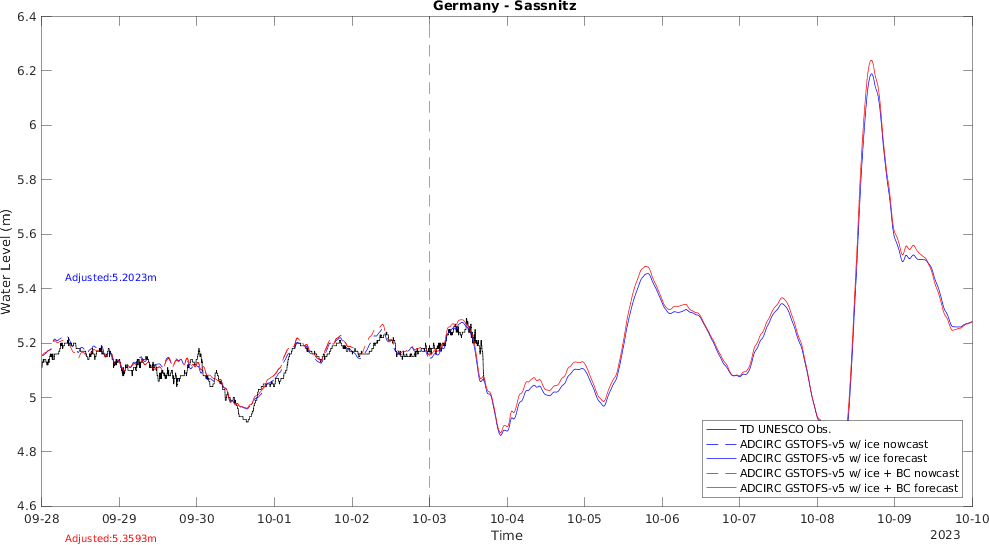 Germany - Sassnitz
6.4
6.2
6
5.8
5.6
5.4
5.2
5
4.8
4.6
Water Level (m)
Adjusted:5.2023m
TD UNESCO Obs.
ADCIRC GSTOFS-v5 w/ ice nowcast
ADCIRC GSTOFS-v5 w/ ice forecast
ADCIRC GSTOFS-v5 w/ ice + BC nowcast
ADCIRC GSTOFS-v5 w/ ice + BC forecast
09-28 09-29 09-30 10-01 10-02 10-03 10-04 10-05 10-06 10-07 10-08 10-09 10-10
Time
2023
Adjusted:5.3593m